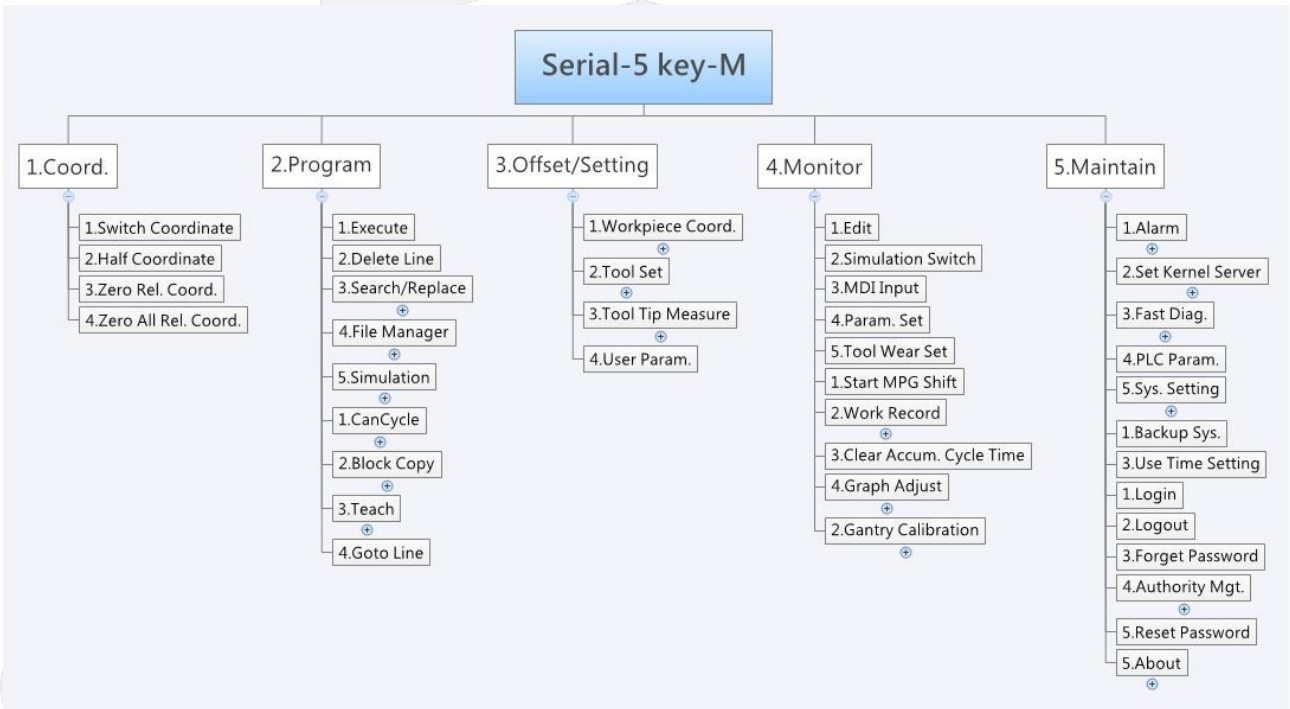 Serial-5 key-M
1.Coord.
1.Switch Coordinate
2.Half Coordinate
3.Zero Rel. Coord.
4.Zero All Rel. Coord.
2.Program
1.Execute
2.Delete Line
3.Search/Replace
4.File Manager
5.Simulation
1.CanCycle
2.Block Copy
3.Teach
4.Goto Line
3.Offset/Setting
1.Workpiece Coord.
2.Tool Set
3.Tool Tip Measure
4.User Param.
4.Monitor
1.Edit
2.Simulation Switch
3.MDI Input
4.Param. Set
5.Tool Wear Set
1.Start MPG Shift
2.Work Record
3.Clear Accum. Cycle Time
4.Graph Adjust
2.Gantry Calibration
5.Maintain
1.Alarm
2.Set Kernel Server
3.Fast Diag.
4.PLC Param.
5.Sys. Setting
1.Backup Sys.
3.Use Time Setting
1.Login
2.Logout
3.Forget Password
4.Authority Mgt.
5.Reset Password
5.About